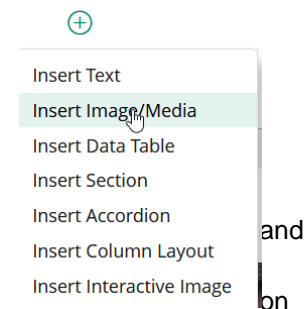 Insert Text
Insert Image/Media
Insert Data Table
Insert Section
Insert Accordion
and
Insert Column Layout
Insert Interactive Image
on